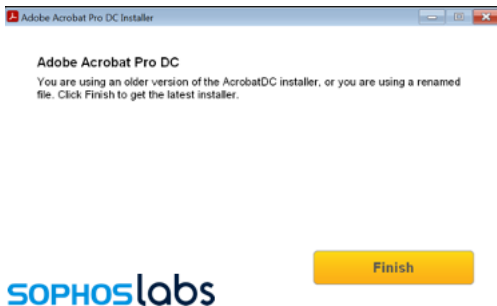 Adobe Acrobat Pro DC Installer
Adobe Acrobat Pro DC
You are using an older version of the AcrobatDC installer, or you are using a renamed
file. Click Finish to get the latest installer.
Finish
SOPHOSlabs